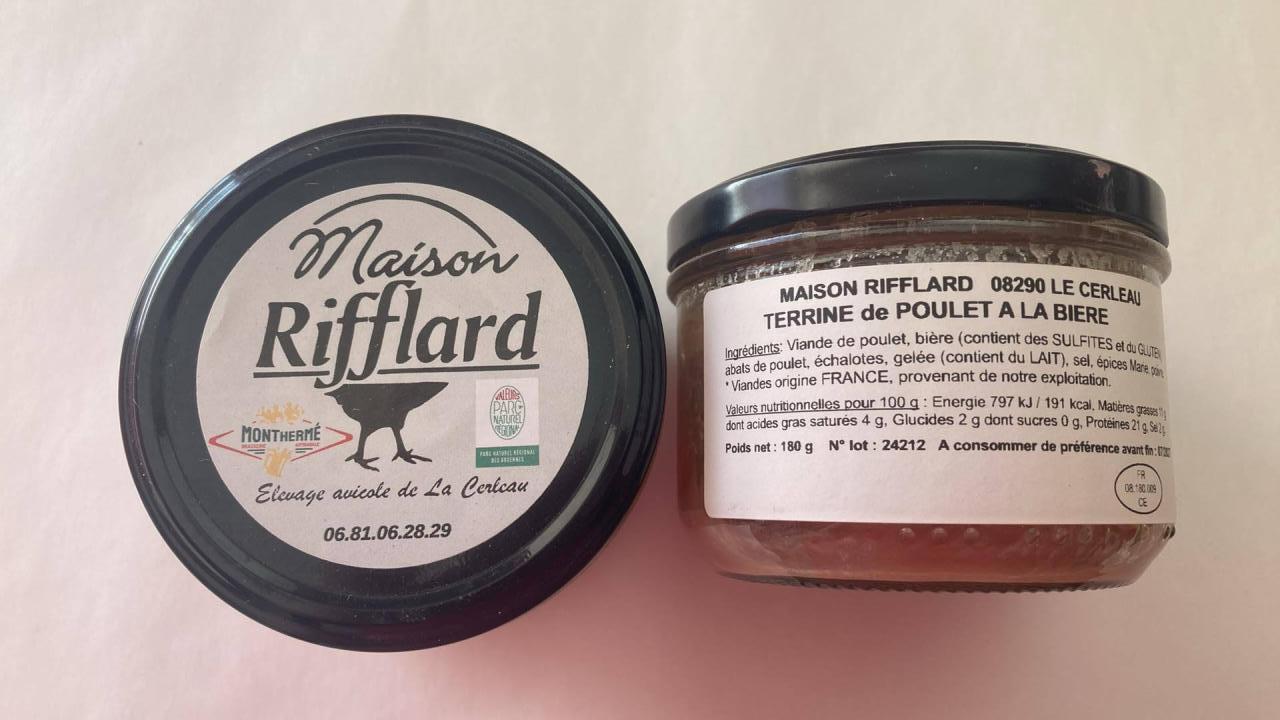 Maison
Rifflard
MONTHERMÉ
BRASSERIE ARTISANALE
VALEURS
PARC
NATUREL
RÉGIONAL
PARC NATUREL RÉGIONAL
DES ARDENNES
Elevage avicole de La Cerleau
06.81.06.28.29
MAISON RIFFLARD 08290 LE CERLEAU
TERRINE de POULET A LA BIERE
Ingrédients: Viande de poulet, bière (contient des SULFITES et du GLUTEN
abats de poulet, échalotes, gelée (contient du LAIT), sel, épices Marie, poivre
* Viandes origine FRANCE, provenant de notre exploitation.
Valeurs nutritionnelles pour 100 g : Energie 797 kJ / 191 kcal, Matières grasses
dont acides gras saturés 4 g, Glucides 2 g dont sucres 0 g, Protéines 21 g, Sel
Poids net : 180 g N° lot : 24212 A consommer de préférence avant fin :
FR
08.180.009
CE